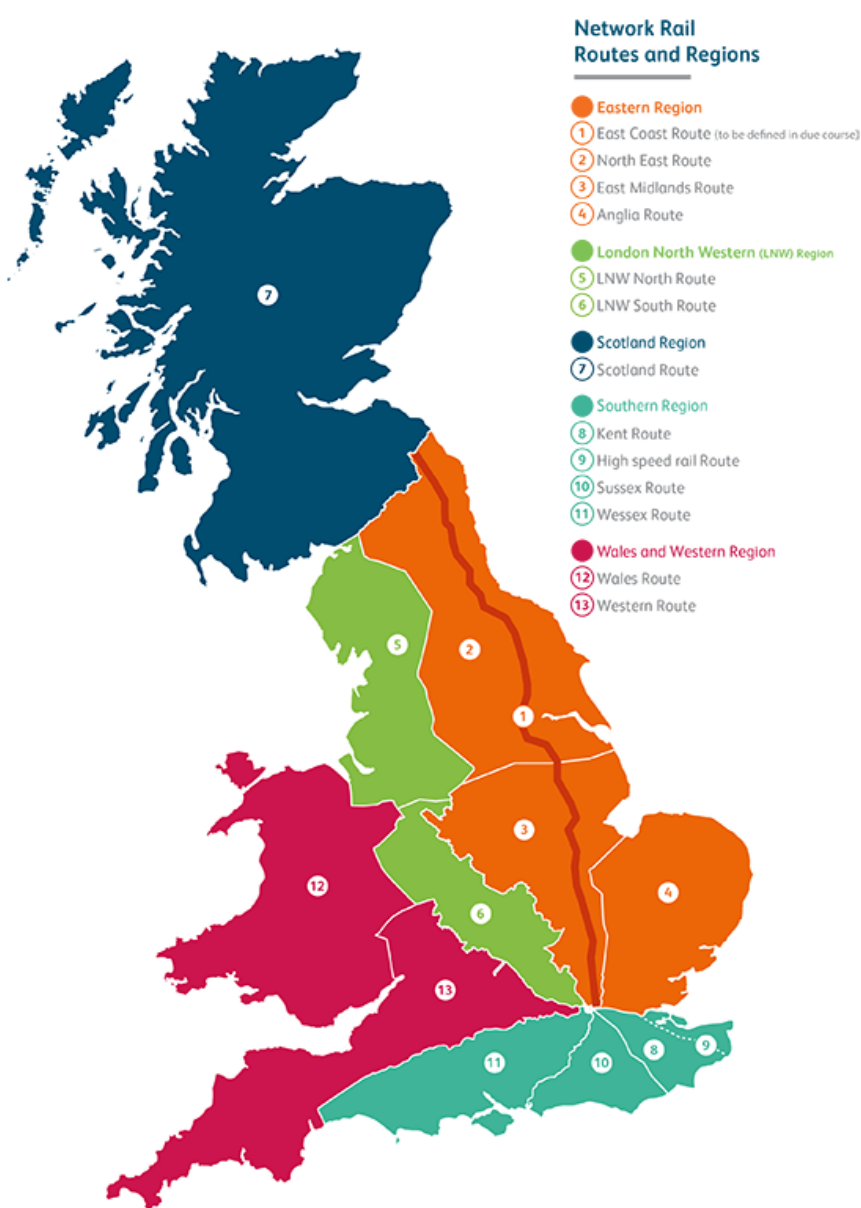 Network Rail
Routes and Regions
Eastern Region
1 East Coast Route (to be defined in due course)
2 North East Route
3 East Midlands Route
4 Anglia Route
London North Western (LNW) Region
5 LNW North Route
6 LNW South Route
Scotland Region
7 Scotland Route
Southern Region
8 Kent Route
9 High speed rail Route
10 Sussex Route
11 Wessex Route
Wales and Western Region
12 Wales Route
13 Western Route
7
5
2
1
3
12
4
6
13
11
10
8
9